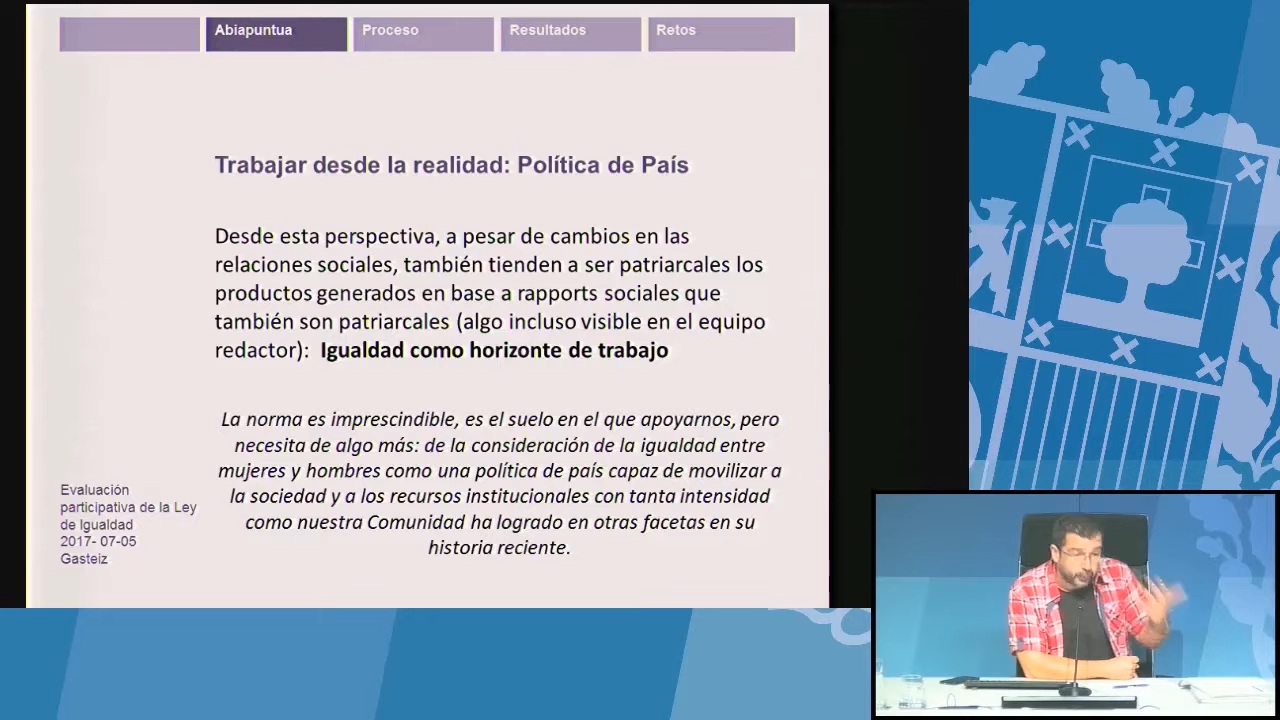 Abiapuntua
Proceso
Resultados
Retos
Trabajar desde la realidad: Política de País
Desde esta perspectiva, a pesar de cambios en las
relaciones sociales, también tienden a ser patriarcales los
productos generados en base a rapports sociales que
también son patriarcales (algo incluso visible en el equipo
redactor):  Igualdad como horizonte de trabajo
La norma es imprescindible, es el suelo en el que apoyarnos, pero
necesita de algo más: de la consideración de la igualdad entre
mujeres y hombres como una política de país capaz de movilizar a
la sociedad y a los recursos institucionales con tanta intensidad
como nuestra Comunidad ha logrado en otras facetas en su
historia reciente.
Evaluación
participativa de la Ley
de Igualdad
2017- 07-05
Gasteiz